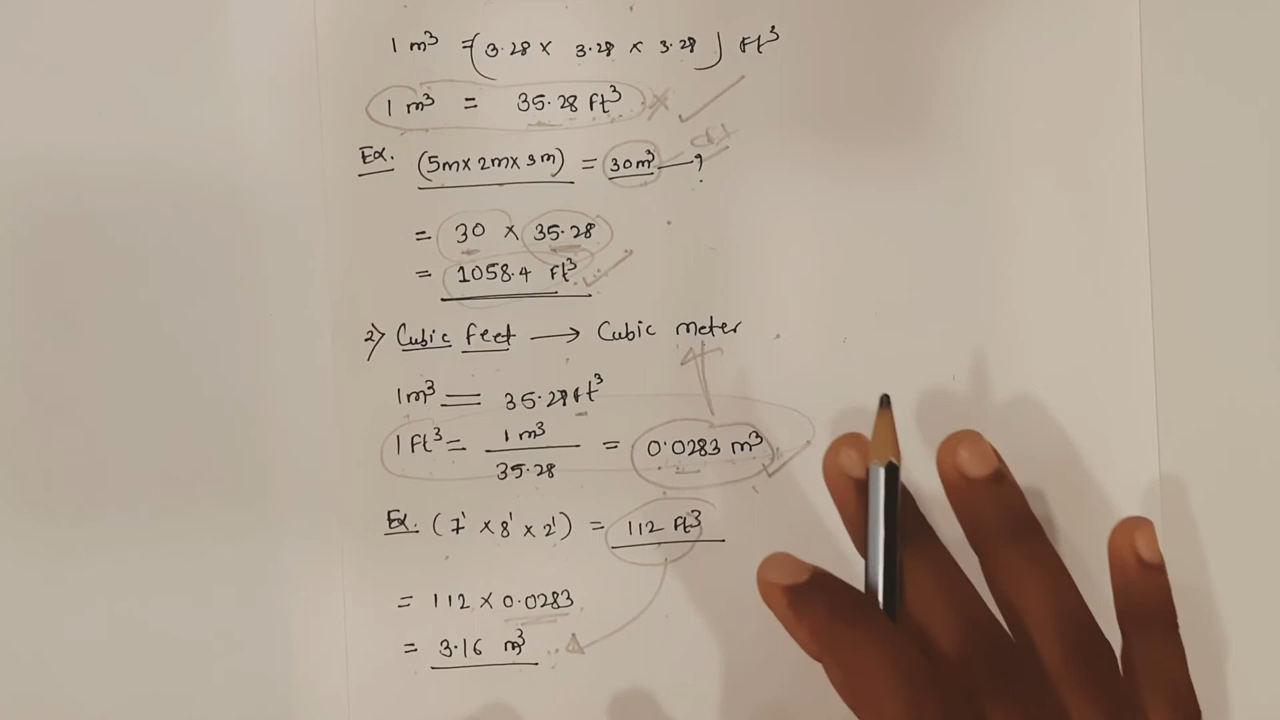 1 m³ = (3.28 × 3.28 × 3.28) ft³
1 m³ = 35.28 ft³
Ex. (5m × 2m × 3m) = 30m³ — ?
= 30 × 35.28
= 1058.4 ft³
2) Cubic feet → Cubic meter
1m³ = 35.28ft³
1 ft³ = 1 m³ / 35.28 = 0.0283 m³
Ex. (7' × 8' × 2') = 112 ft³
= 112 × 0.0283
= 3.16 m³